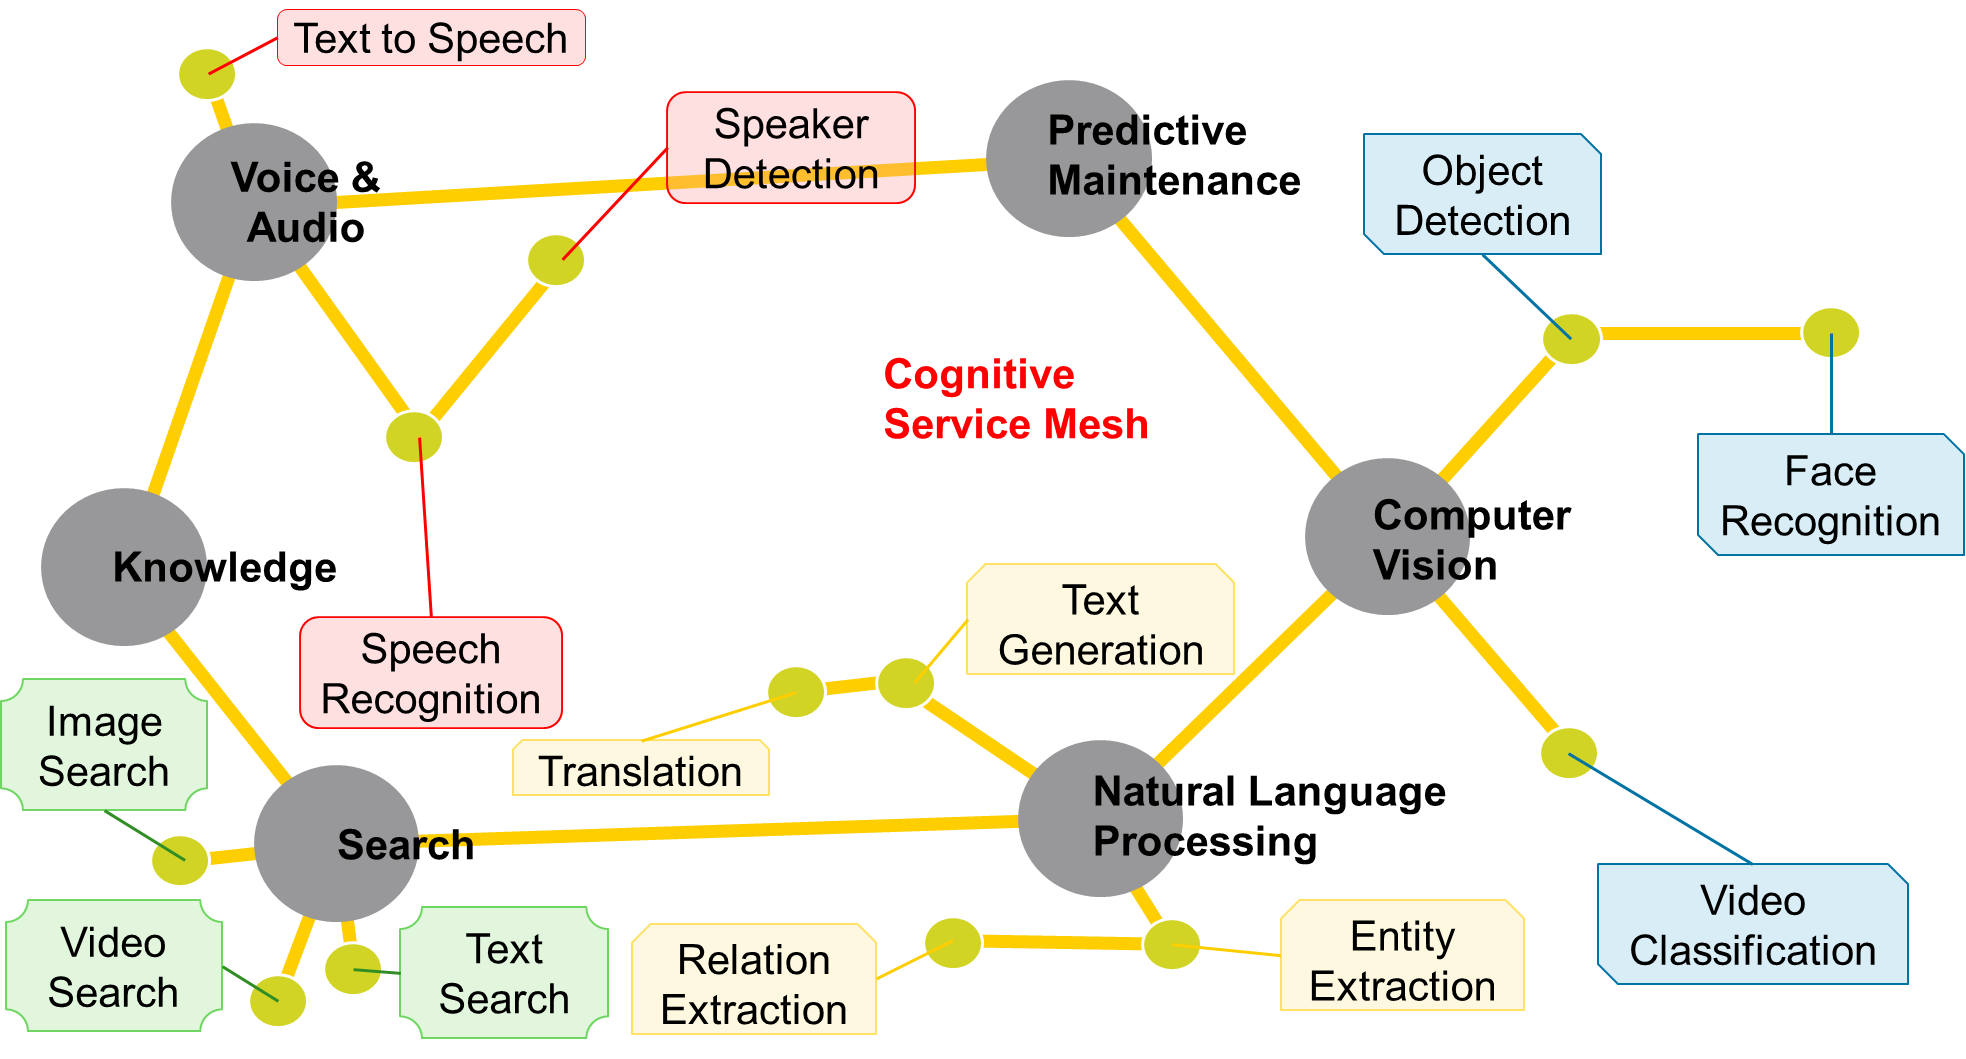 Text to Speech
Speaker
Detection
Predictive
Maintenance
Object
Detection
Voice &
Audio
Cognitive
Service Mesh
Face
Recognition
Computer
Vision
Knowledge
Text
Generation
Speech
Recognition
Image
Search
Translation
Natural Language
Processing
Search
Video
Classification
Video
Search
Text
Search
Relation
Extraction
Entity
Extraction